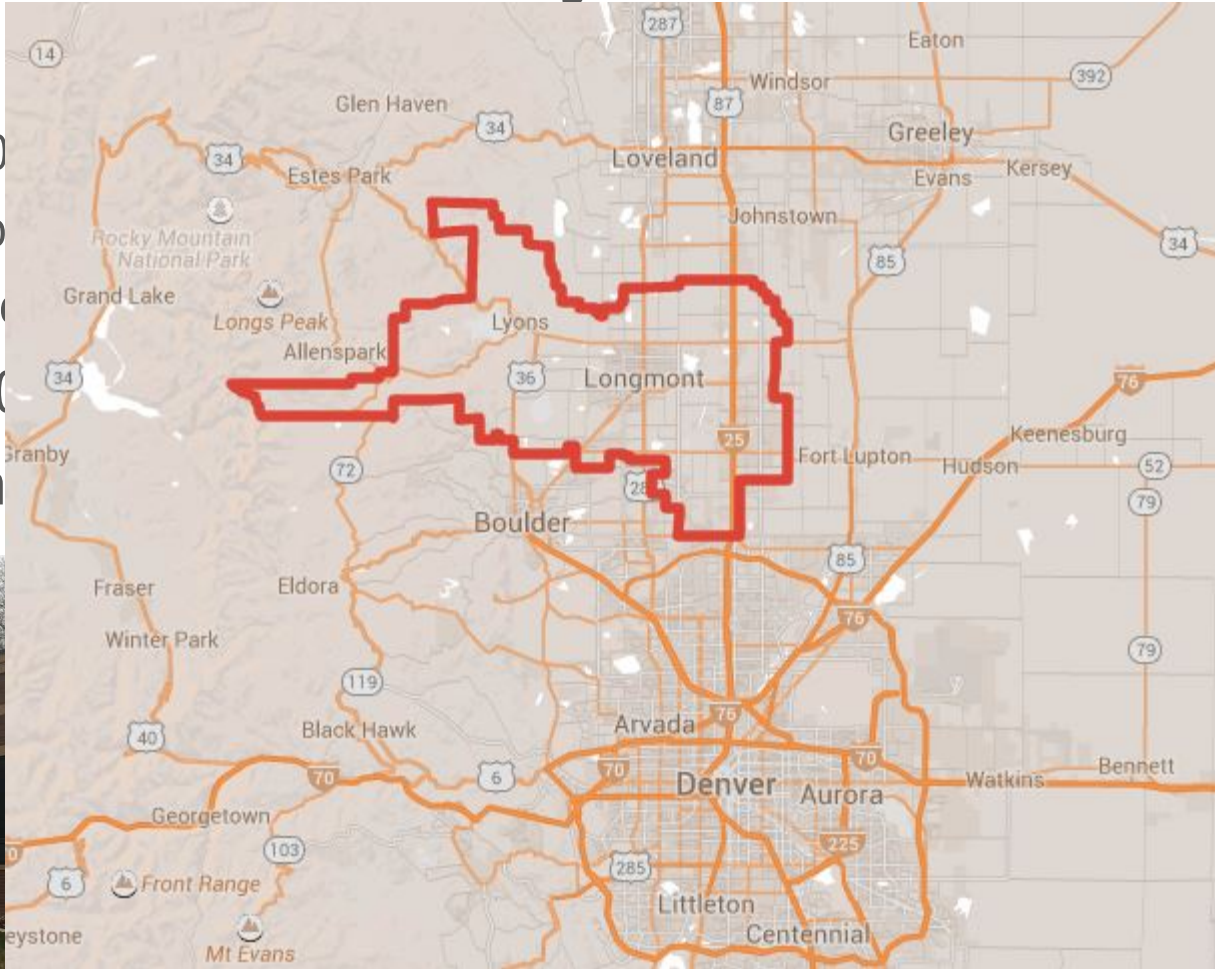 287
14
Eaton
392
Windsor
87
Glen Haven
34
Greeley
Loveland
34
Kersey
Estes Park
Evans
Johnstown
Rocky Mountain
National Park
34
85
Grand Lake
Longs Peak
Lyons
Allenspark
34
36
Longmont
76
Keenesburg
25
Granby
Fort Lupton
Hudson
52
72
28
79
Boulder
85
Fraser
Eldora
76
Winter Park
79
119
76
Arvada
Black Hawk
40
70
70
6
70
Denver
Aurora
Watkins
Bennett
Georgetown
225
103
0
285
6
Front Range
Littleton
Centennial
eystone
Mt Evans